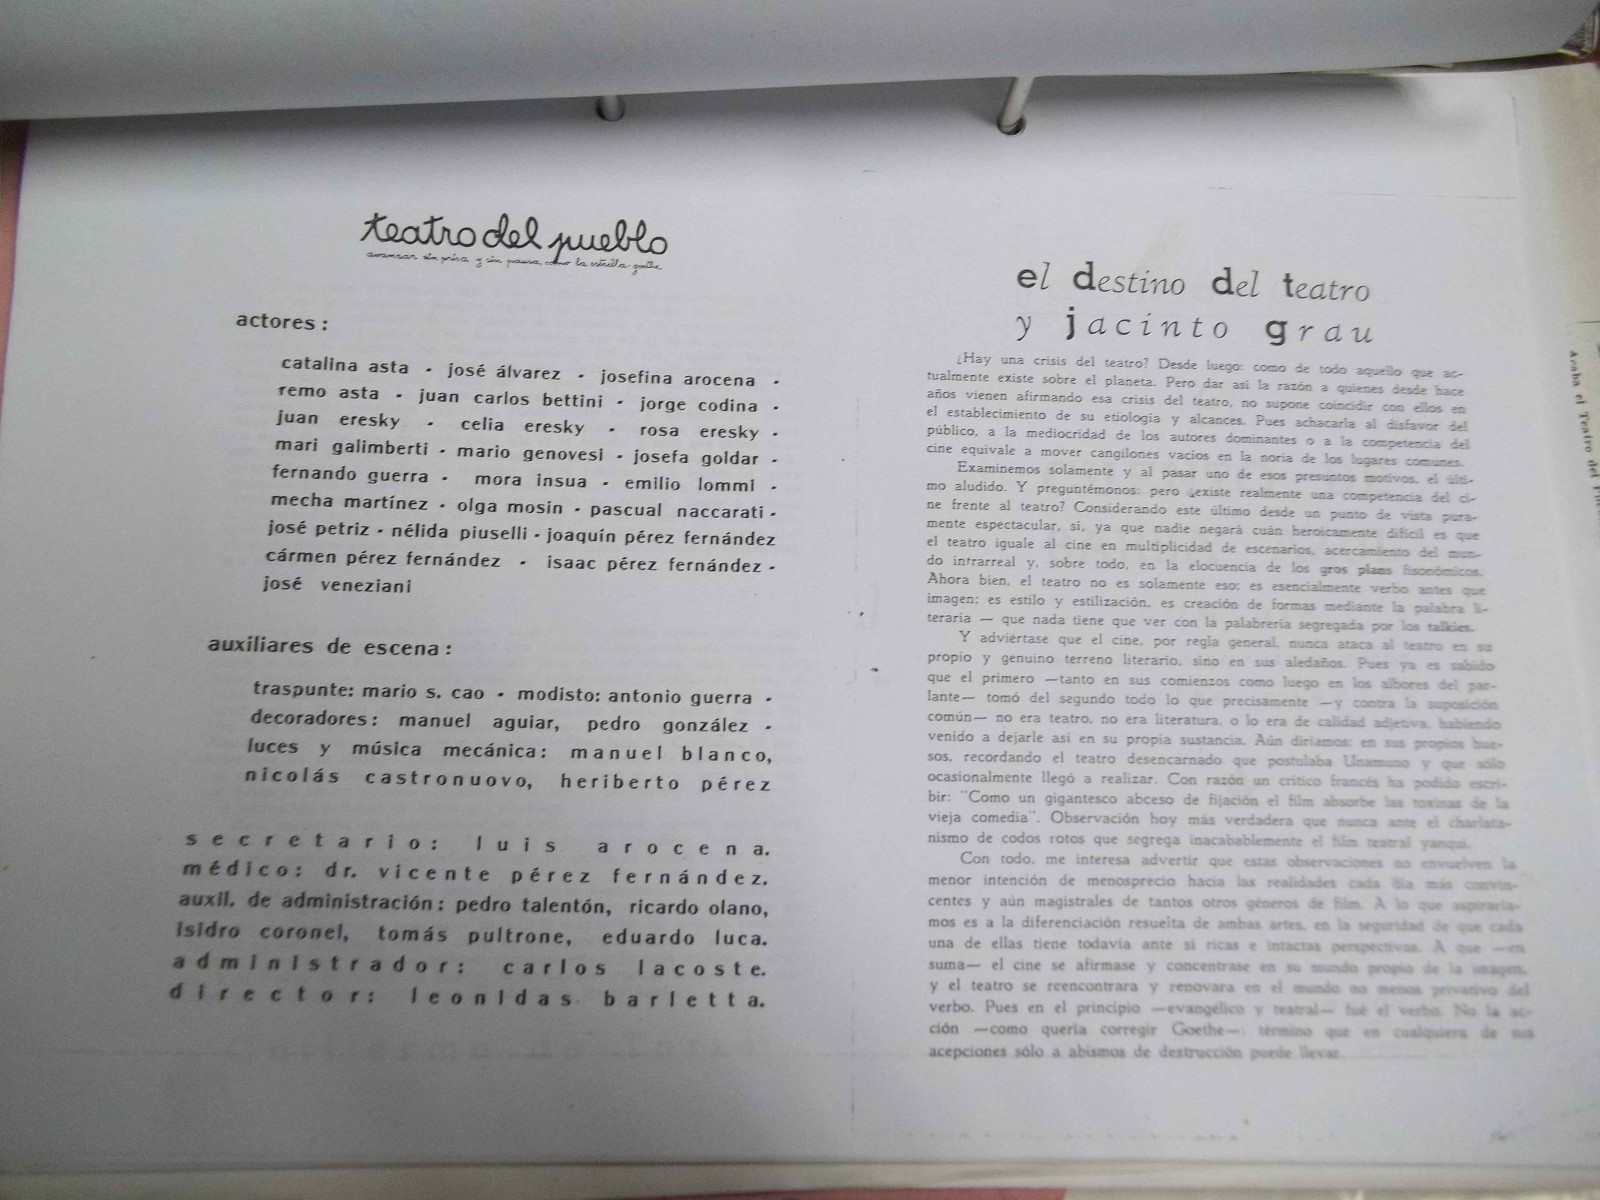 teatro del pueblo
avanzar sin prisa y sin pausa, como la estrella - goethe
actores :
catalina asta - josé álvarez - josefina arocena -
remo asta - juan carlos bettini - jorge codina -
juan eresky - celia eresky - rosa eresky -
mari galimberti - mario genovesi - josefa goldar -
fernando guerra - mora insua - emilio lommi -
mecha martínez - olga mosin - pascual naccarati -
josé petriz - nélida piuselli - joaquín pérez fernández
cármen pérez fernández - isaac pérez fernández -
josé veneziani
auxiliares de escena :
traspunte: mario s. cao - modisto: antonio guerra -
decoradores : manuel aguiar, pedro gonzález -
luces y música mecánica : manuel blanco,
nicolás castronuovo, heriberto pérez
secretario: luis arocena.
médico: dr. vicente pérez fernández.
auxil. de administración : pedro talentón, ricardo olano,
isidro coronel, tomás pultrone, eduardo luca.
administrador: carlos lacoste.
director: leonidas barletta.
el destino del teatro
y jacinto grau
¿Hay una crisis del teatro? Desde luego: como de todo aquello que ac-
tualmente existe sobre el planeta. Pero dar así la razón a quienes desde hace
años vienen afirmando esa crisis del teatro, no supone coincidir con ellos en
el establecimiento de su etiología y alcances. Pues achacarla al disfavor del
público, a la mediocridad de los autores dominantes o a la competencia del
cine equivale a mover cangilones vacíos en la noria de los lugares comunes.
Examinemos solamente y al pasar uno de esos presuntos motivos, el últi-
mo aludido. Y preguntémonos: pero ¿existe realmente una competencia del ci-
ne frente al teatro? Considerando este último desde un punto de vista pura-
mente espectacular, sí, ya que nadie negará cuán heroicamente difícil es que
el teatro iguale al cine en multiplicidad de escenarios, acercamiento del mun-
do intrarreal y, sobre todo, en la elocuencia de los gros plans fisonómicos.
Ahora bien, el teatro no es solamente eso; es esencialmente verbo antes que
imagen; es estilo y estilización, es creación de formas mediante la palabra li-
teraria — que nada tiene que ver con la palabrería segregada por los talkies.
Y adviértase que el cine, por regla general, nunca ataca al teatro en su
propio y genuino terreno literario, sino en sus aledaños. Pues ya es sabido
que el primero —tanto en sus comienzos como luego en los albores del par-
lante— tomó del segundo todo lo que precisamente —y contra la suposición
común— no era teatro, no era literatura, o lo era de calidad adjetiva, habiendo
venido a dejarle así en su propia sustancia. Aún diríamos: en sus propios hue-
sos, recordando el teatro desencarnado que postulaba Unamuno y que sólo
ocasionalmente llegó a realizar. Con razón un crítico francés ha podido escri-
bir: "Como un gigantesco abceso de fijación el film absorbe las toxinas de la
vieja comedia". Observación hoy más verdadera que nunca ante el charlata-
nismo de codos rotos que segrega inacabablemente el film teatral yanqui.
Con todo, me interesa advertir que estas observaciones no envuelven la
menor intención de menosprecio hacia las realidades cada día más convin-
centes y aún magistrales de tantos otros géneros de film. A lo que aspiraría-
mos es a la diferenciación resuelta de ambas artes, en la seguridad de que cada
una de ellas tiene todavía ante sí ricas e intactas perspectivas. A que —en
suma— el cine se afirmase y concentrase en su mundo propio de la imagen,
y el teatro se reencontrara y renovara en el mundo no menos privativo del
verbo. Pues en el principio —evangélico y teatral— fué el verbo. No la ac-
ción —como quería corregir Goethe—: término que en cualquiera de sus
acepciones sólo a abismos de destrucción puede llevar.
Acaba el Teatro del